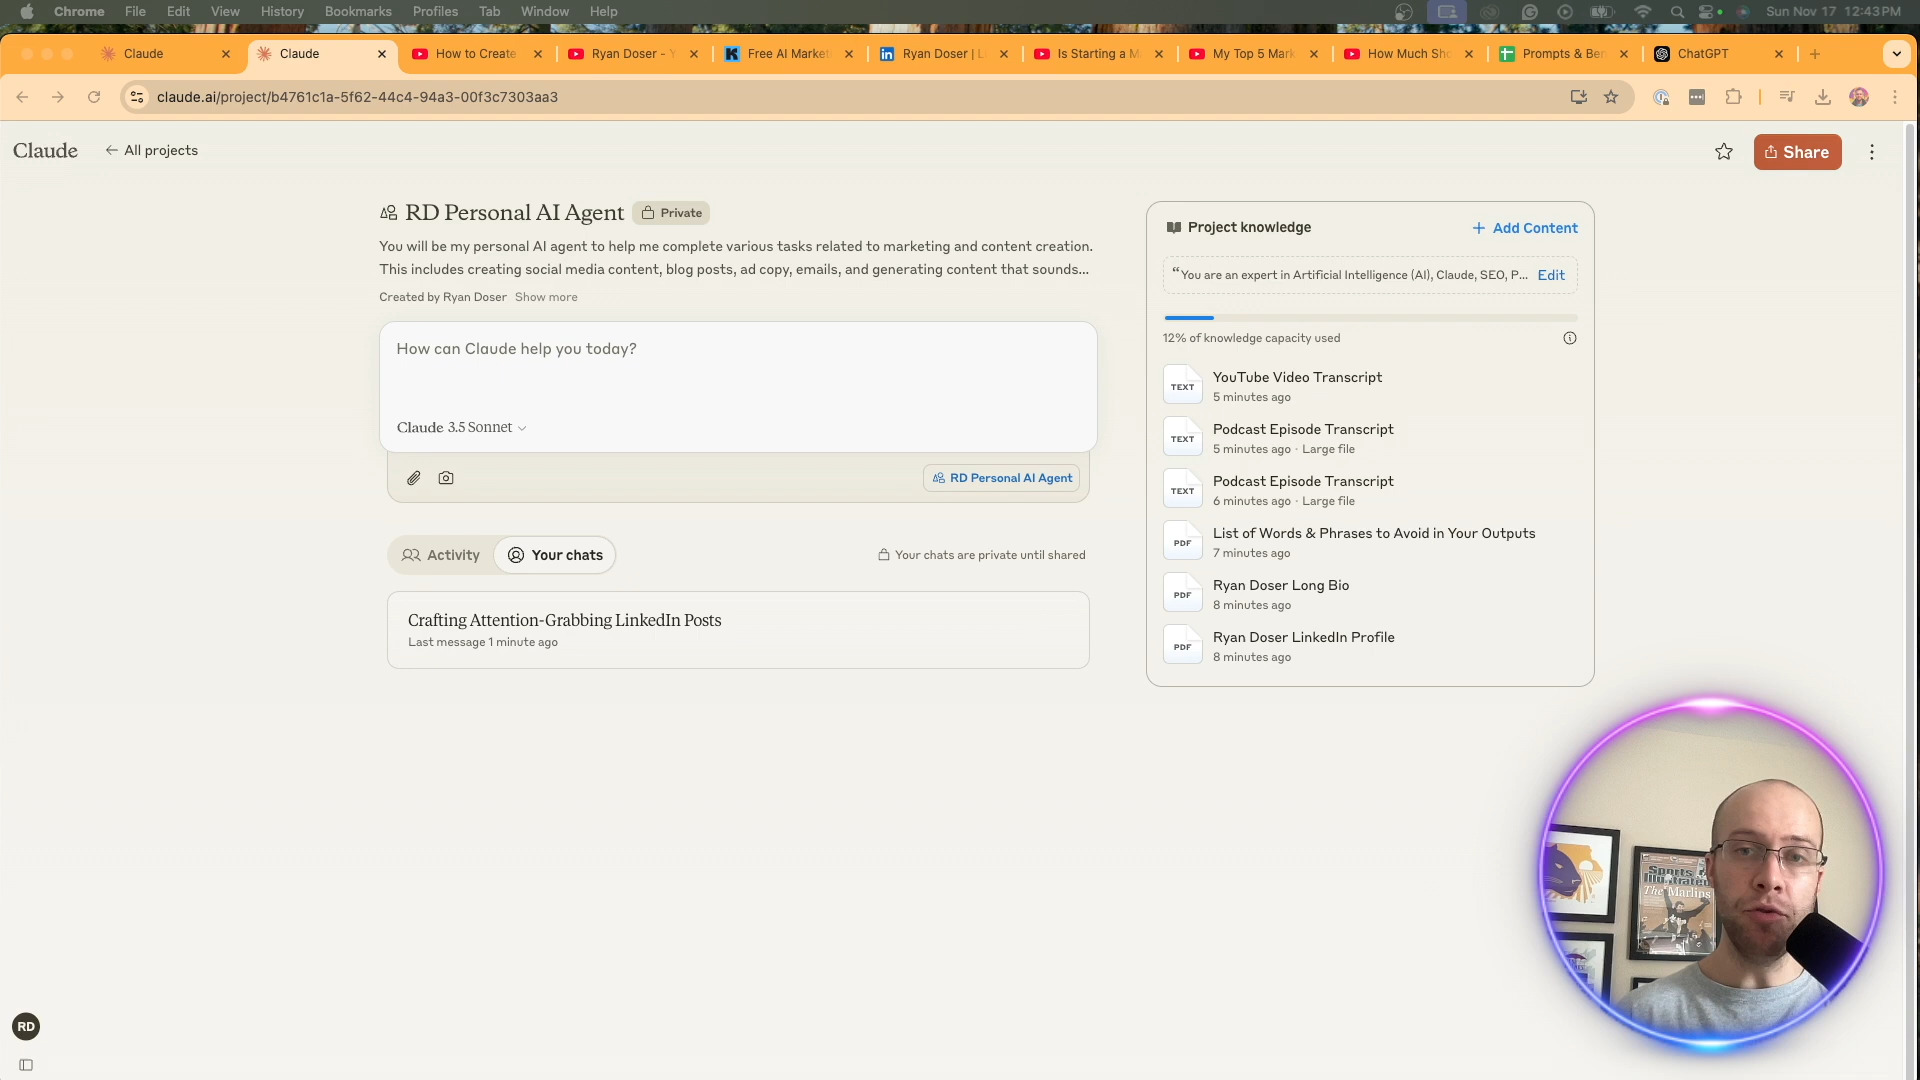 Chrome File Edit View History Bookmarks Profiles Tab Window Help Sun Nov 17 12:43 PM
Claude Claude How to Create Ryan Doser - Free AI Market Ryan Doser | Is Starting a My Top 5 Mark How Much Sho Prompts & Ben ChatGPT
claude.ai/project/b4761c1a-5f62-44c4-94a3-00f3c7303aa3
Claude ← All projects
Share
RD Personal AI Agent Private
You will be my personal AI agent to help me complete various tasks related to marketing and content creation.
This includes creating social media content, blog posts, ad copy, emails, and generating content that sounds...
Created by Ryan Doser Show more
How can Claude help you today?
Claude 3.5 Sonnet
RD Personal AI Agent
Activity
Your chats
Your chats are private until shared
Crafting Attention-Grabbing LinkedIn Posts
Last message 1 minute ago
Project knowledge
+ Add Content
“You are an expert in Artificial Intelligence (AI), Claude, SEO, P... Edit
12% of knowledge capacity used
TEXT
YouTube Video Transcript
5 minutes ago
TEXT
Podcast Episode Transcript
5 minutes ago · Large file
TEXT
Podcast Episode Transcript
6 minutes ago · Large file
PDF
List of Words & Phrases to Avoid in Your Outputs
7 minutes ago
PDF
Ryan Doser Long Bio
8 minutes ago
PDF
Ryan Doser LinkedIn Profile
8 minutes ago
Sports
Illustrated
The Marlins
RD